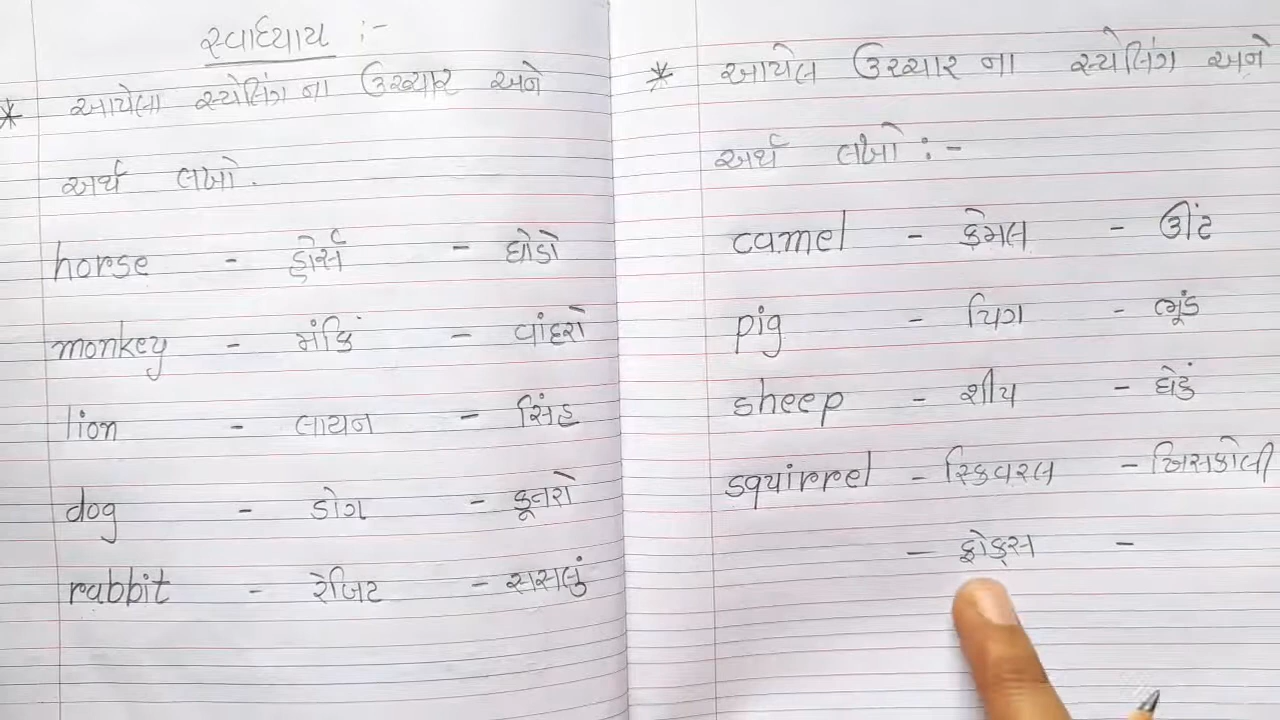 સ્વાધ્યાય :-
* આપેલા સ્પેલિંગ ના ઉચ્ચાર અને
અર્થ લખો.
horse - હોર્સ - ઘોડો
monkey - મંકિ - વાંદરો
lion - લાયન - સિંહ
dog - ડોગ - કૂતરો
rabbit - રેબિટ - સસલું
* આપેલ ઉચ્ચાર ના સ્પેલિંગ અને
અર્થ લખો :-
camel - કેમલ - ઊંટ
pig - પિગ - ભૂંડ
sheep - શીપ - ઘેટું
squirrel - સ્કિવરલ - ખિસકોલી
- ફોક્સ -